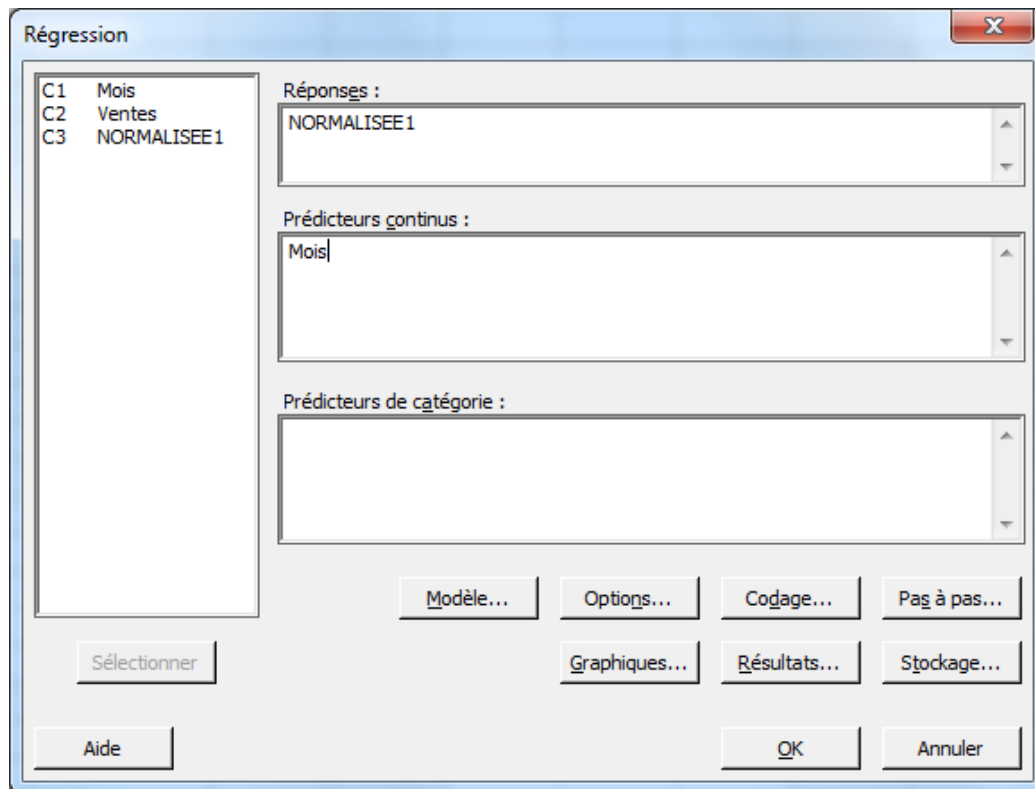 Régression
C1 Mois
C2 Ventes
C3 NORMALISEE1
Réponses :
NORMALISEE1
Prédicteurs continus :
Mois
Prédicteurs de catégorie :
Modèle... Options... Codage... Pas à pas...
Sélectionner Graphiques... Résultats... Stockage...
Aide OK Annuler